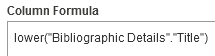 Column Formula
lower("Bibliographic Details"."Title")